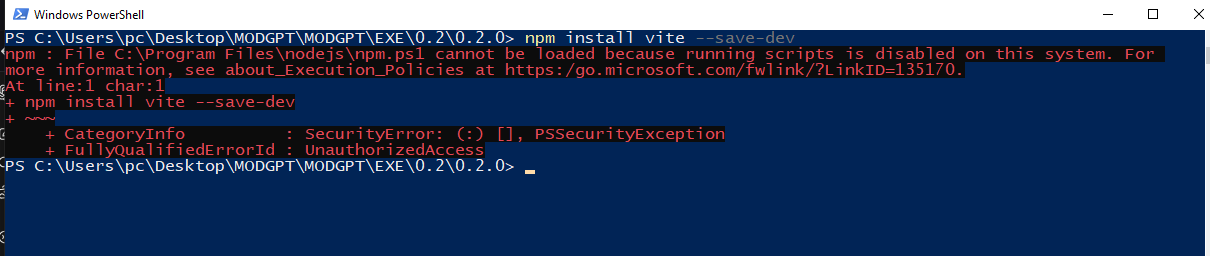 Windows PowerShell
PS C:\Users\pc\Desktop\MODGPT\MODGPT\EXE\0.2\0.2.0> npm install vite --save-dev
npm : File C:\Program Files\nodejs\npm.ps1 cannot be loaded because running scripts is disabled on this system. For
more information, see about_Execution_Policies at https:/go.microsoft.com/fwlink/?LinkID=135170.
At line:1 char:1
+ npm install vite --save-dev
+ ~~~
    + CategoryInfo          : SecurityError: (:) [], PSSecurityException
    + FullyQualifiedErrorId : UnauthorizedAccess
PS C:\Users\pc\Desktop\MODGPT\MODGPT\EXE\0.2\0.2.0>